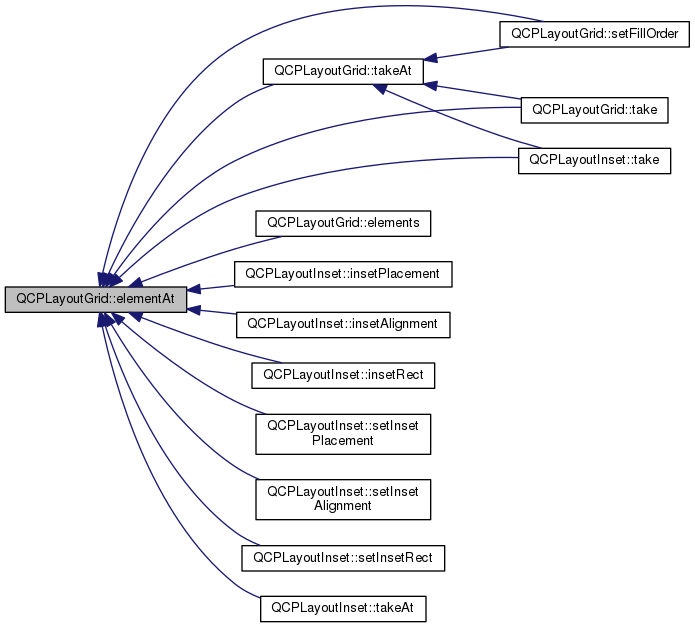 QCPLayoutGrid::setFillOrder
QCPLayoutGrid::takeAt
QCPLayoutGrid::take
QCPLayoutInset::take
QCPLayoutGrid::elements
QCPLayoutInset::insetPlacement
QCPLayoutGrid::elementAt
QCPLayoutInset::insetAlignment
QCPLayoutInset::insetRect
QCPLayoutInset::setInset
Placement
QCPLayoutInset::setInset
Alignment
QCPLayoutInset::setInsetRect
QCPLayoutInset::takeAt